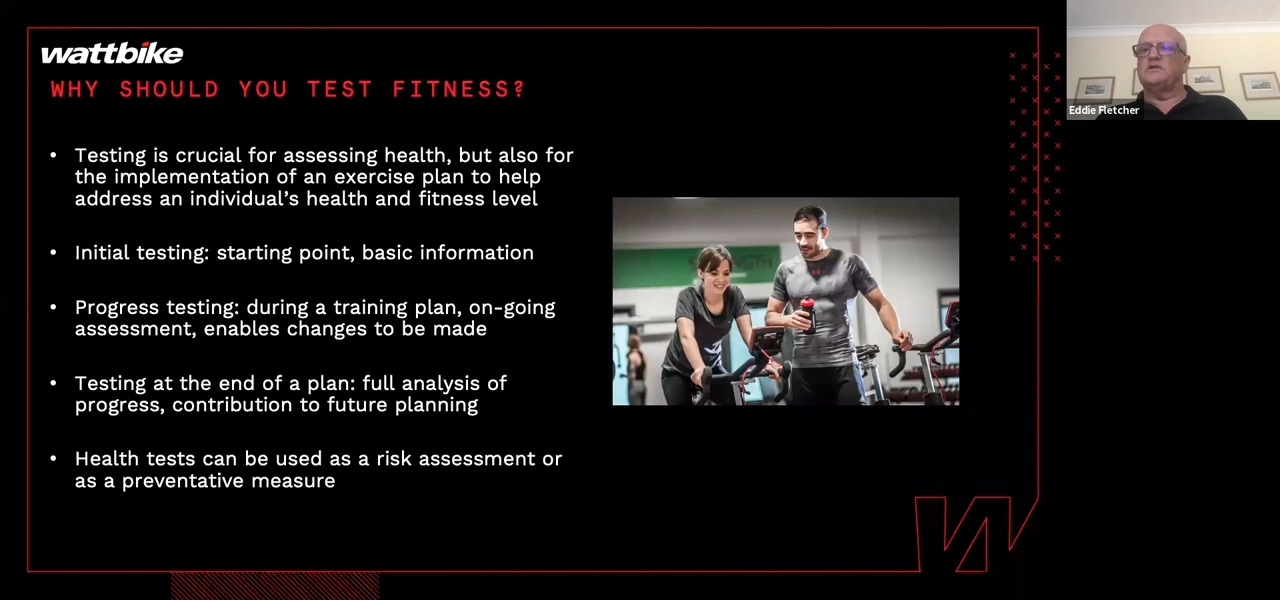 wattbike
WHY SHOULD YOU TEST FITNESS?
• Testing is crucial for assessing health, but also for
the implementation of an exercise plan to help
address an individual’s health and fitness level
• Initial testing: starting point, basic information
• Progress testing: during a training plan, on-going
assessment, enables changes to be made
• Testing at the end of a plan: full analysis of
progress, contribution to future planning
• Health tests can be used as a risk assessment or
as a preventative measure
STRENGTH
Eddie Fletcher